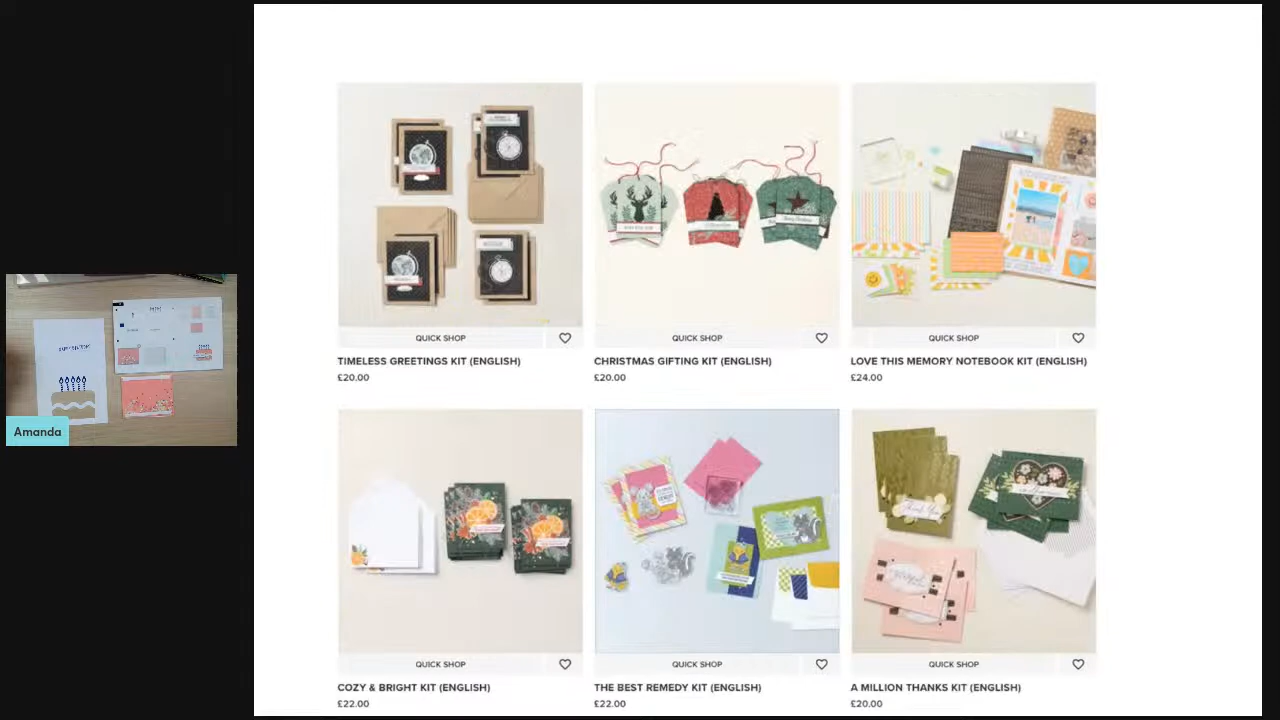 QUICK SHOP
QUICK SHOP
QUICK SHOP
TIMELESS GREETINGS KIT (ENGLISH)
CHRISTMAS GIFTING KIT (ENGLISH)
LOVE THIS MEMORY NOTEBOOK KIT (ENGLISH)
£20.00
£20.00
£24.00
Amanda
QUICK SHOP
QUICK SHOP
QUICK SHOP
COZY & BRIGHT KIT (ENGLISH)
THE BEST REMEDY KIT (ENGLISH)
A MILLION THANKS KIT (ENGLISH)
£22.00
£22.00
£20.00